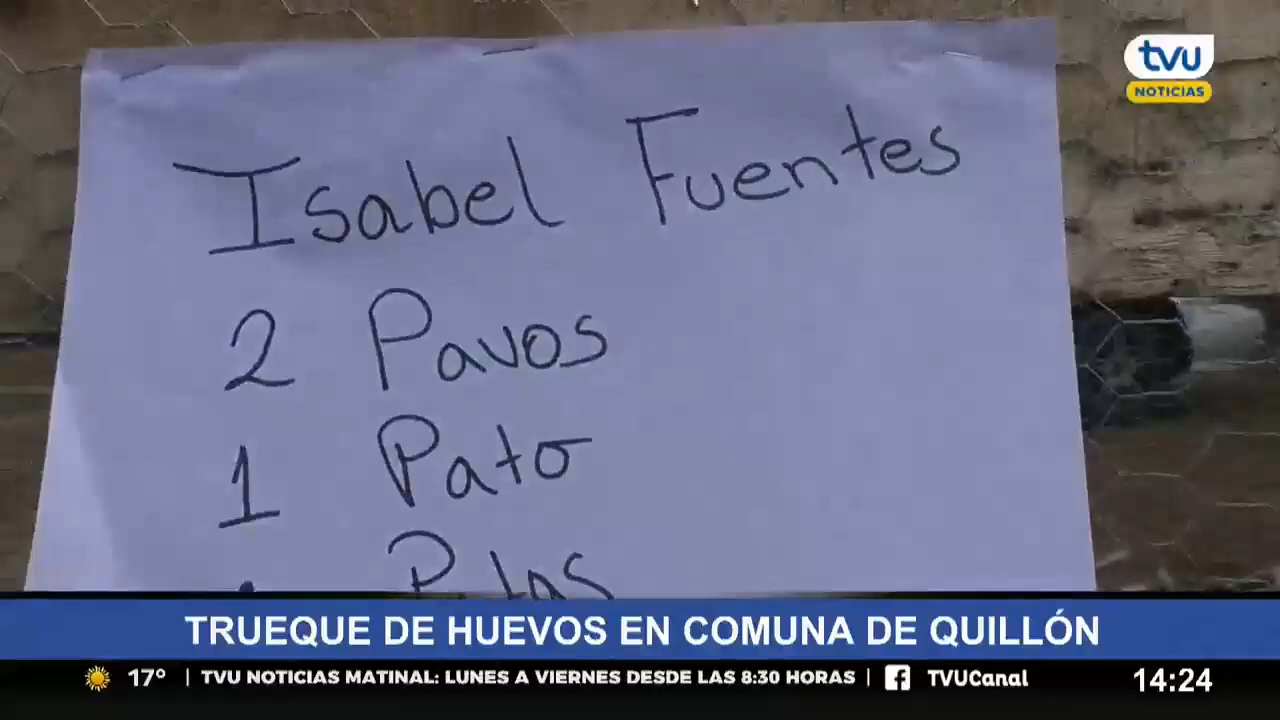 tvu
NOTICIAS
Isabel Fuentes
2 Pavos
1 Pato
TRUEQUE DE HUEVOS EN COMUNA DE QUILLÓN
17° | TVU NOTICIAS MATINAL: LUNES A VIERNES DESDE LAS 8:30 HORAS | TVUCanal 14:24